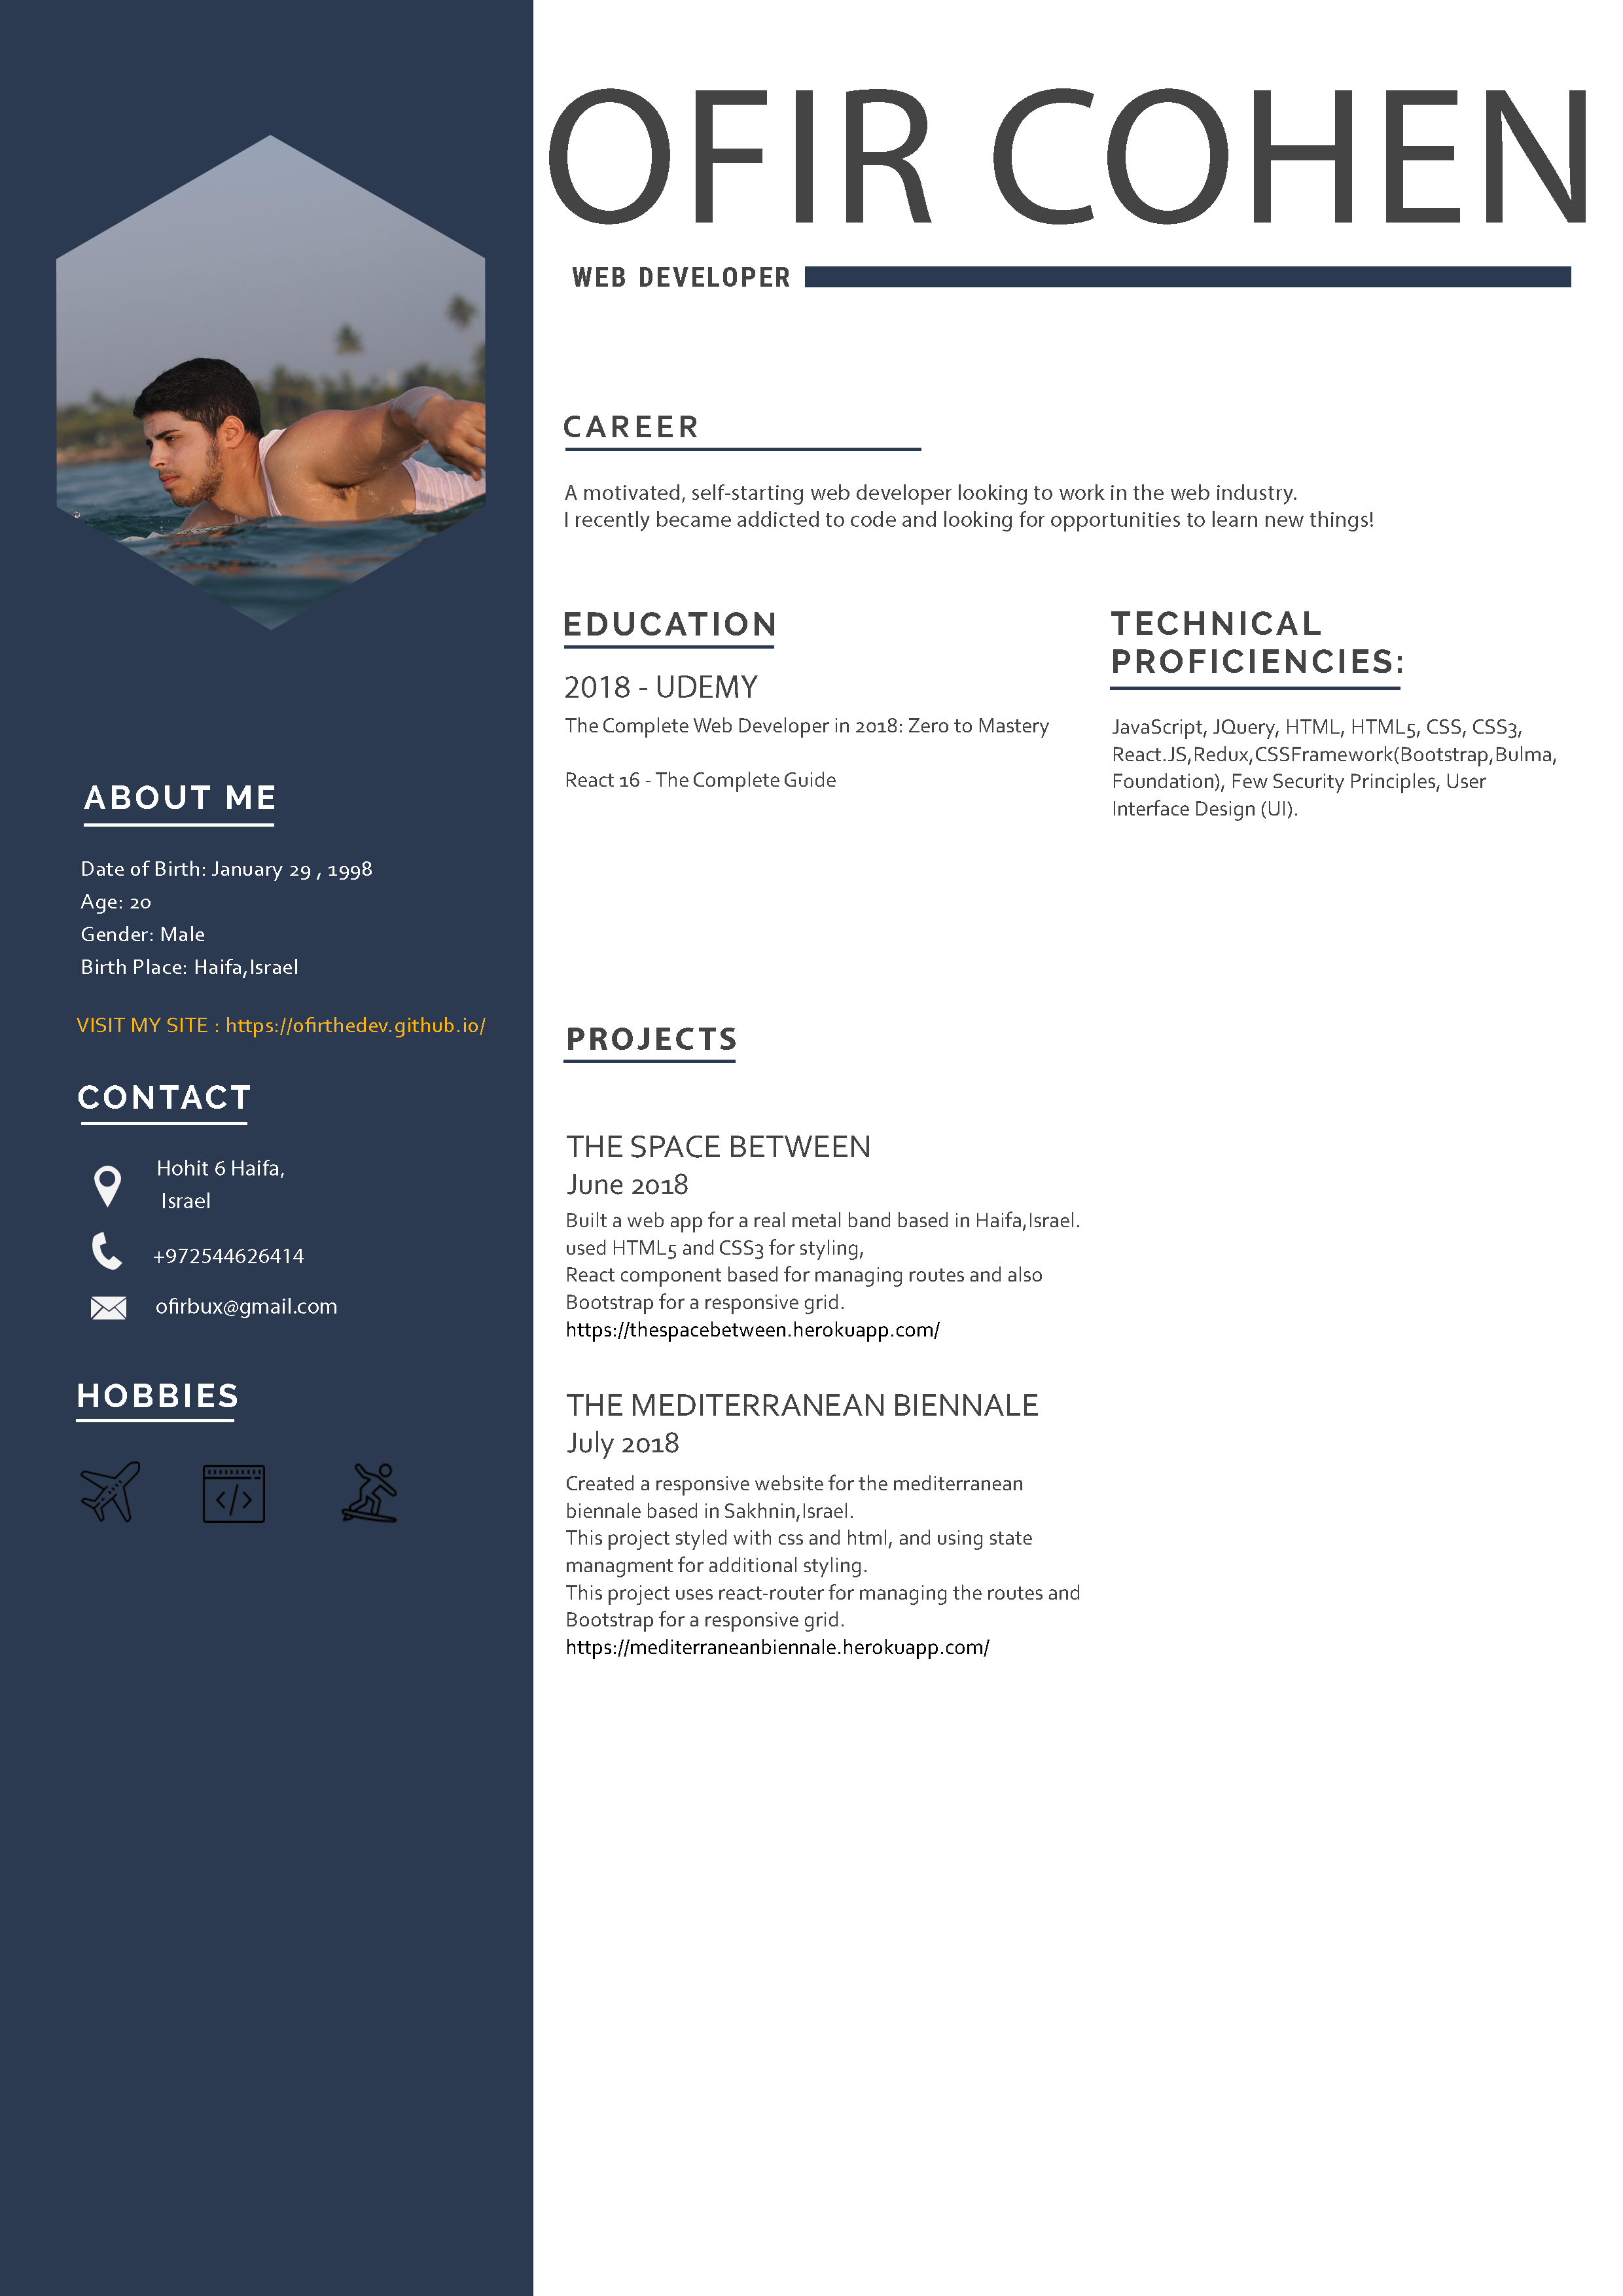 OFIR COHEN
WEB DEVELOPER
CAREER
A motivated, self-starting web developer looking to work in the web industry.
I recently became addicted to code and looking for opportunities to learn new things!
EDUCATION
2018 - UDEMY
The Complete Web Developer in 2018: Zero to Mastery
React 16 - The Complete Guide
TECHNICAL
PROFICIENCIES:
JavaScript, JQuery, HTML, HTML5, CSS, CSS3,
React.JS,Redux,CSSFramework(Bootstrap,Bulma,
Foundation), Few Security Principles, User
Interface Design (UI).
ABOUT ME
Date of Birth: January 29 , 1998
Age: 20
Gender: Male
Birth Place: Haifa,Israel
VISIT MY SITE : https://ofirthedev.github.io/
CONTACT
Hohit 6 Haifa,
Israel
+972544626414
ofirbux@gmail.com
HOBBIES
PROJECTS
THE SPACE BETWEEN
June 2018
Built a web app for a real metal band based in Haifa,Israel.
used HTML5 and CSS3 for styling,
React component based for managing routes and also
Bootstrap for a responsive grid.
https://thespacebetween.herokuapp.com/
THE MEDITERRANEAN BIENNALE
July 2018
Created a responsive website for the mediterranean
biennale based in Sakhnin,Israel.
This project styled with css and html, and using state
managment for additional styling.
This project uses react-router for managing the routes and
Bootstrap for a responsive grid.
https://mediterraneanbiennale.herokuapp.com/